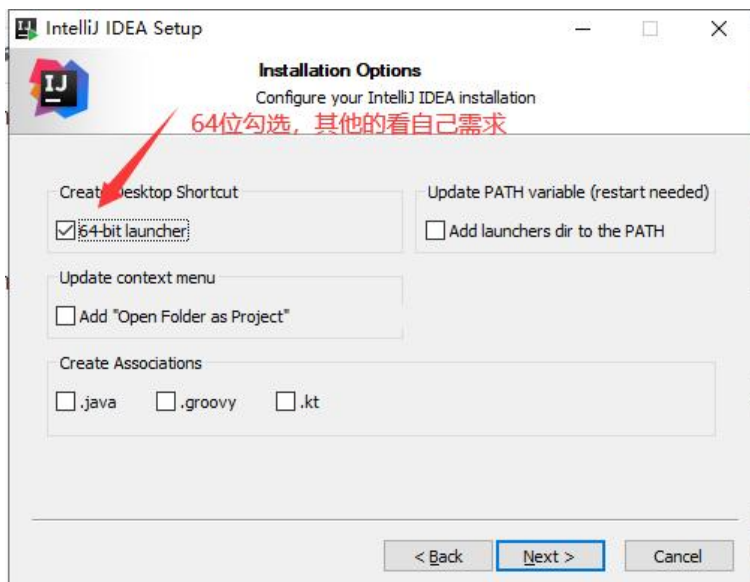 IntelliJ IDEA Setup
IJ
Installation Options
Configure your IntelliJ IDEA installation
64位勾选，其他的看自己需求
Create Desktop Shortcut
Update PATH variable (restart needed)
64-bit launcher
Add launchers dir to the PATH
Update context menu
Add "Open Folder as Project"
Create Associations
.java .groovy .kt
< Back Next > Cancel